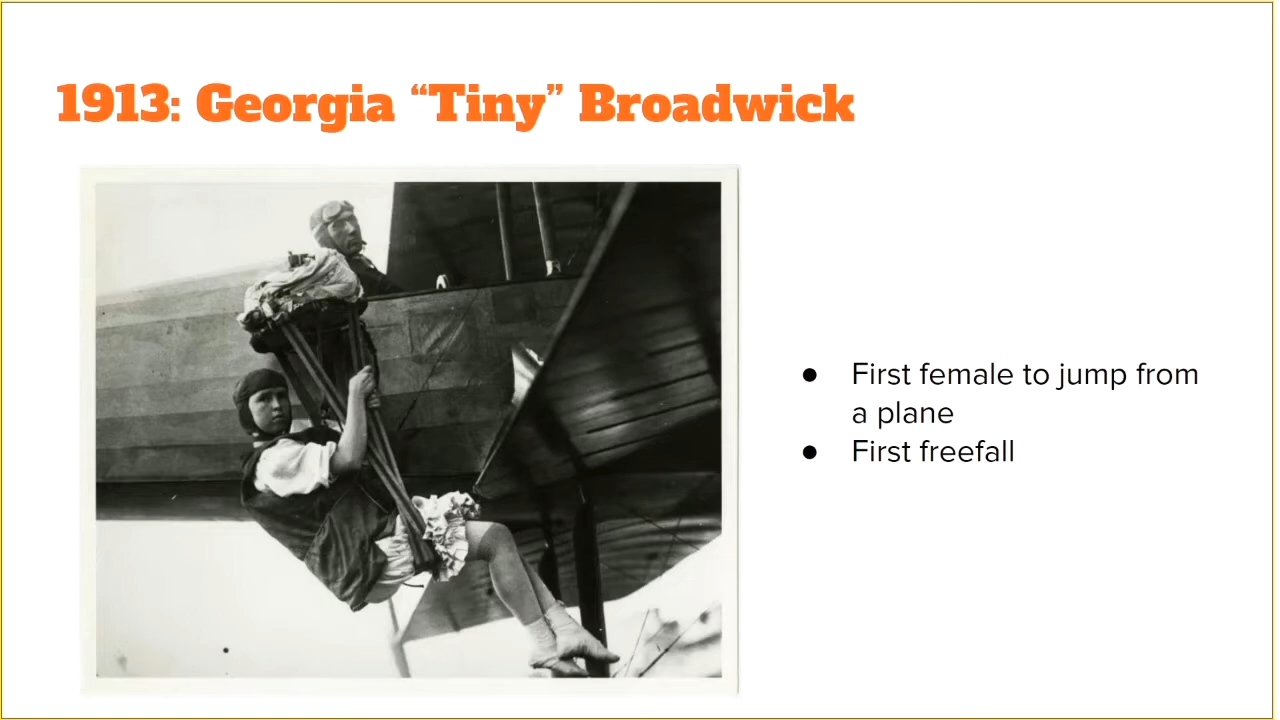 1913: Georgia “Tiny” Broadwick
● First female to jump from
a plane
● First freefall